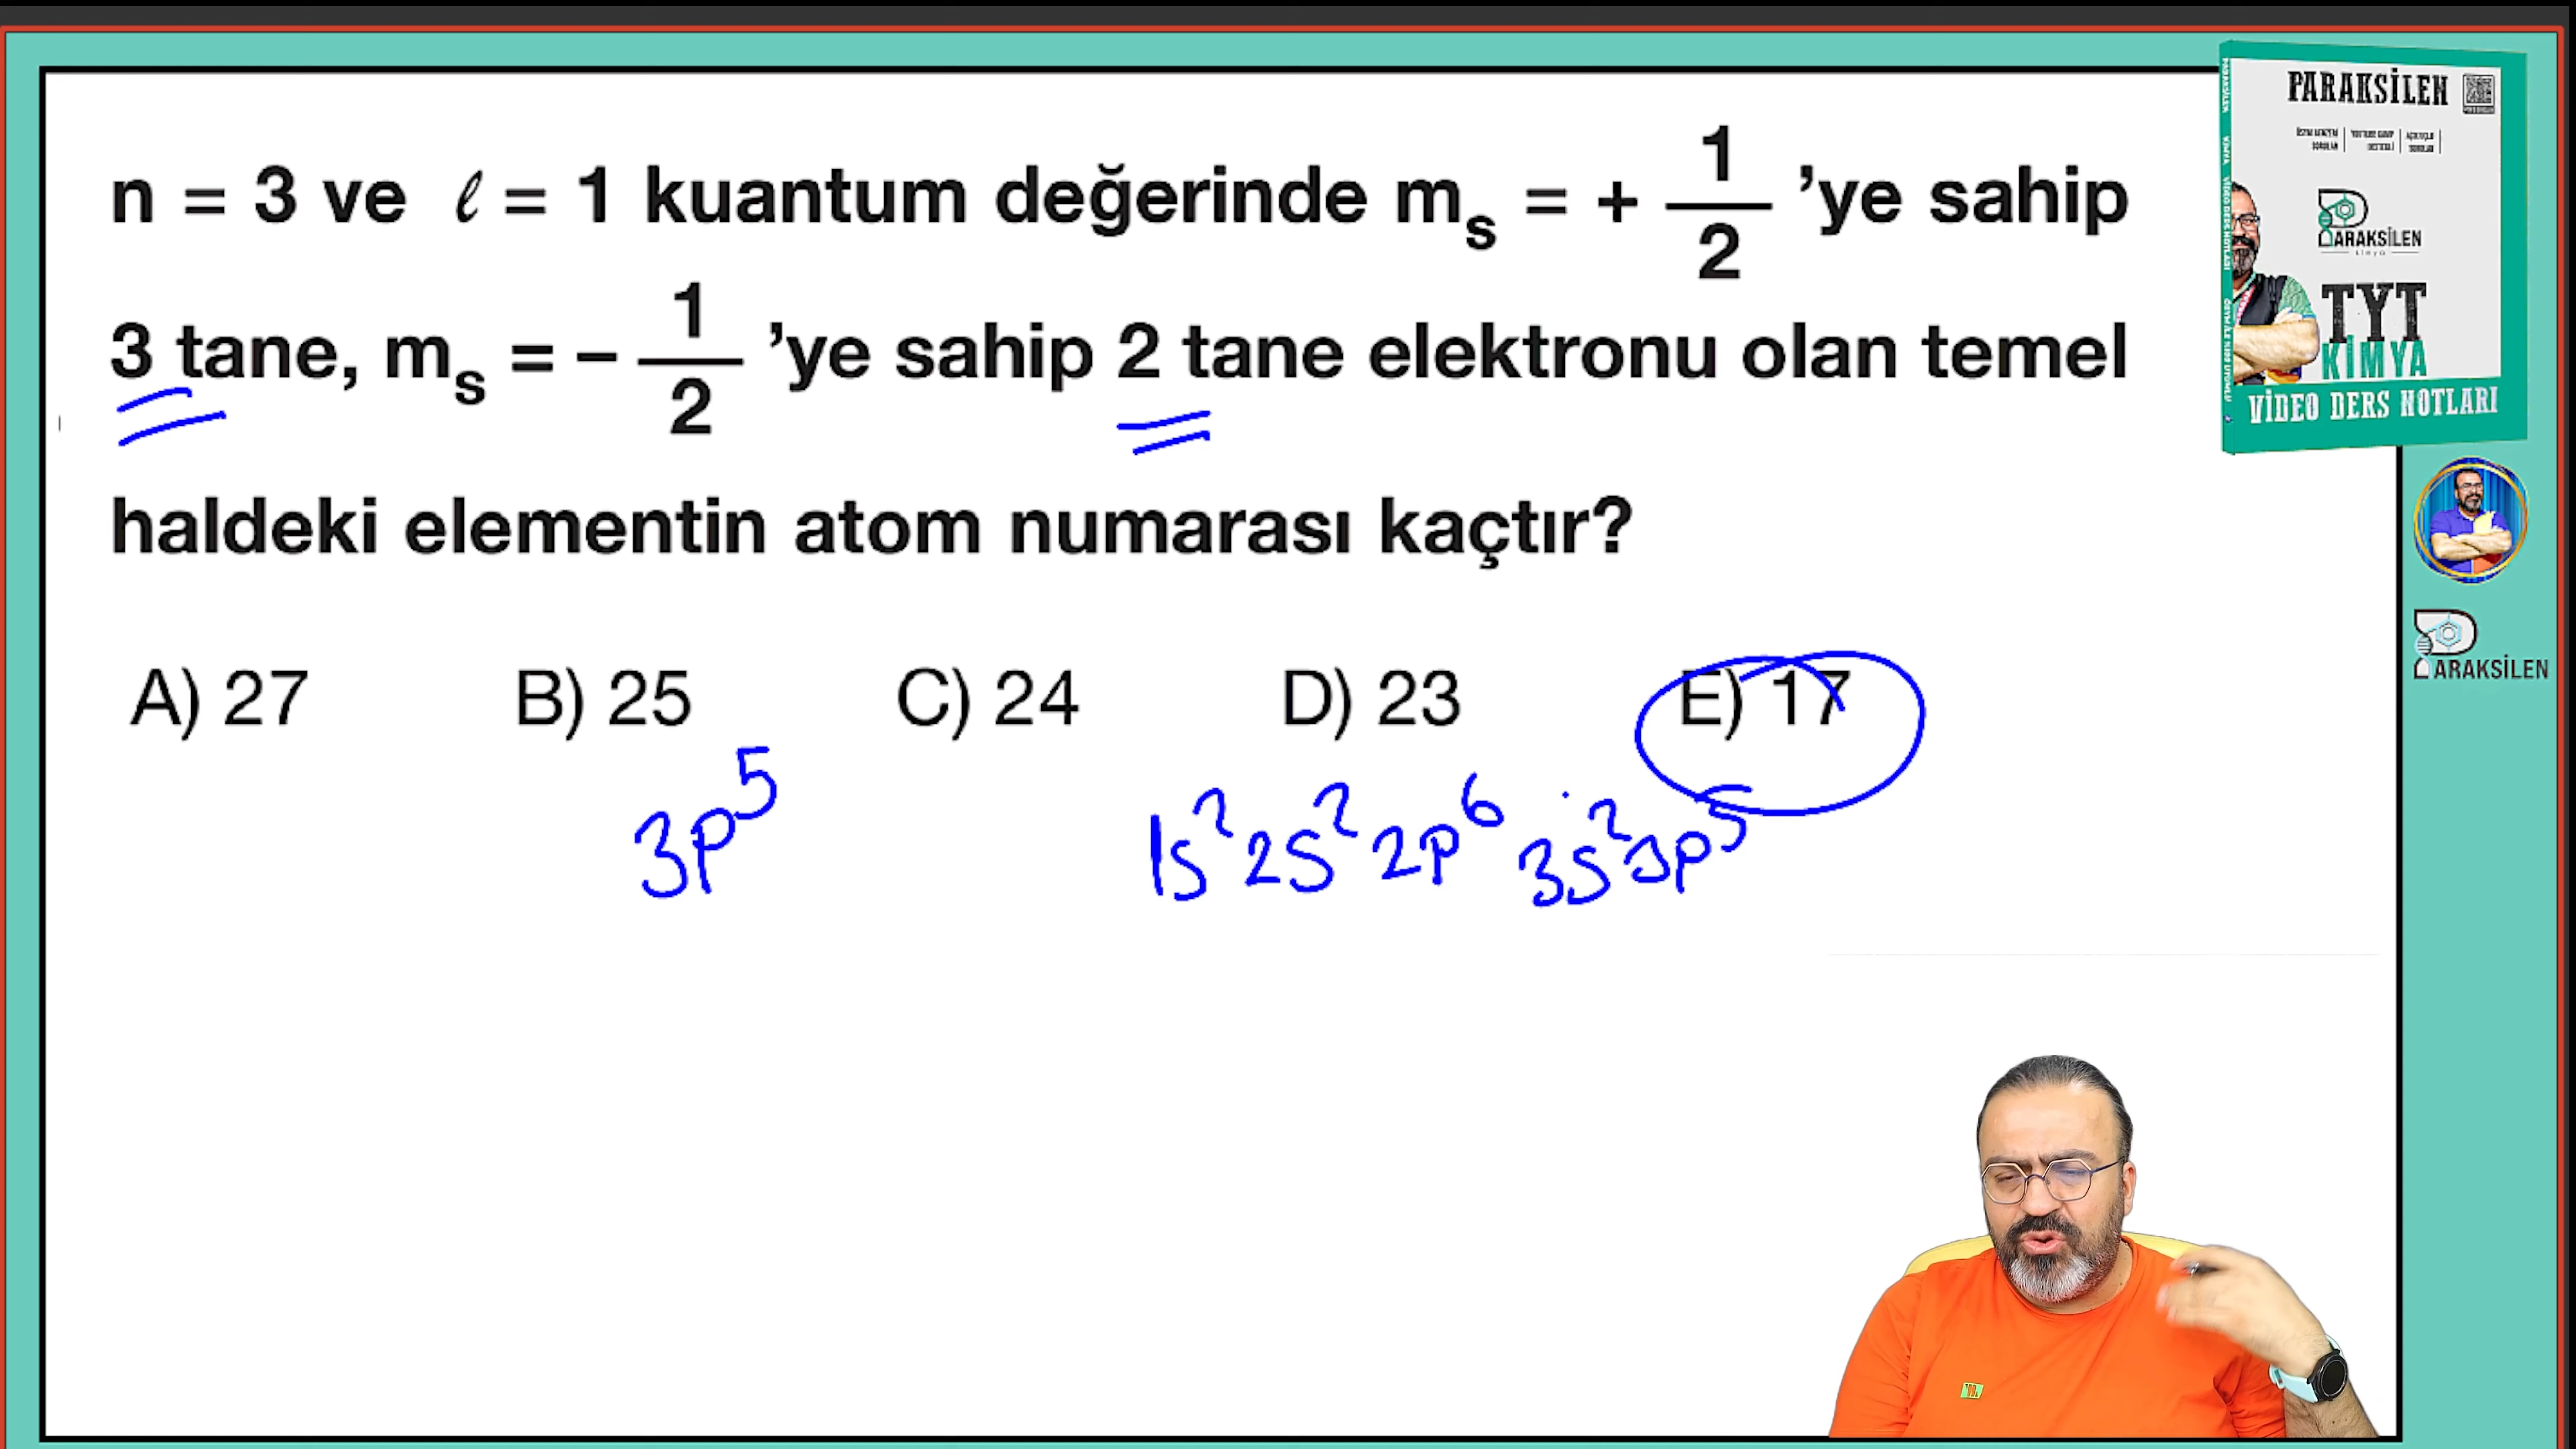 PARAKSİLEN
n = 3 ve ℓ = 1 kuantum değerinde mₛ = + 1/2 ’ye sahip
3 tane, mₛ = – 1/2 ’ye sahip 2 tane elektronu olan temel
haldeki elementin atom numarası kaçtır?
A) 27 B) 25 C) 24 D) 23 E) 17
3p⁵
1s² 2s² 2p⁶ 3s² 3p⁵
PARAKSİLEN
kimya
TYT
KİMYA
VİDEO DERS NOTLARI
PARAKSİLEN